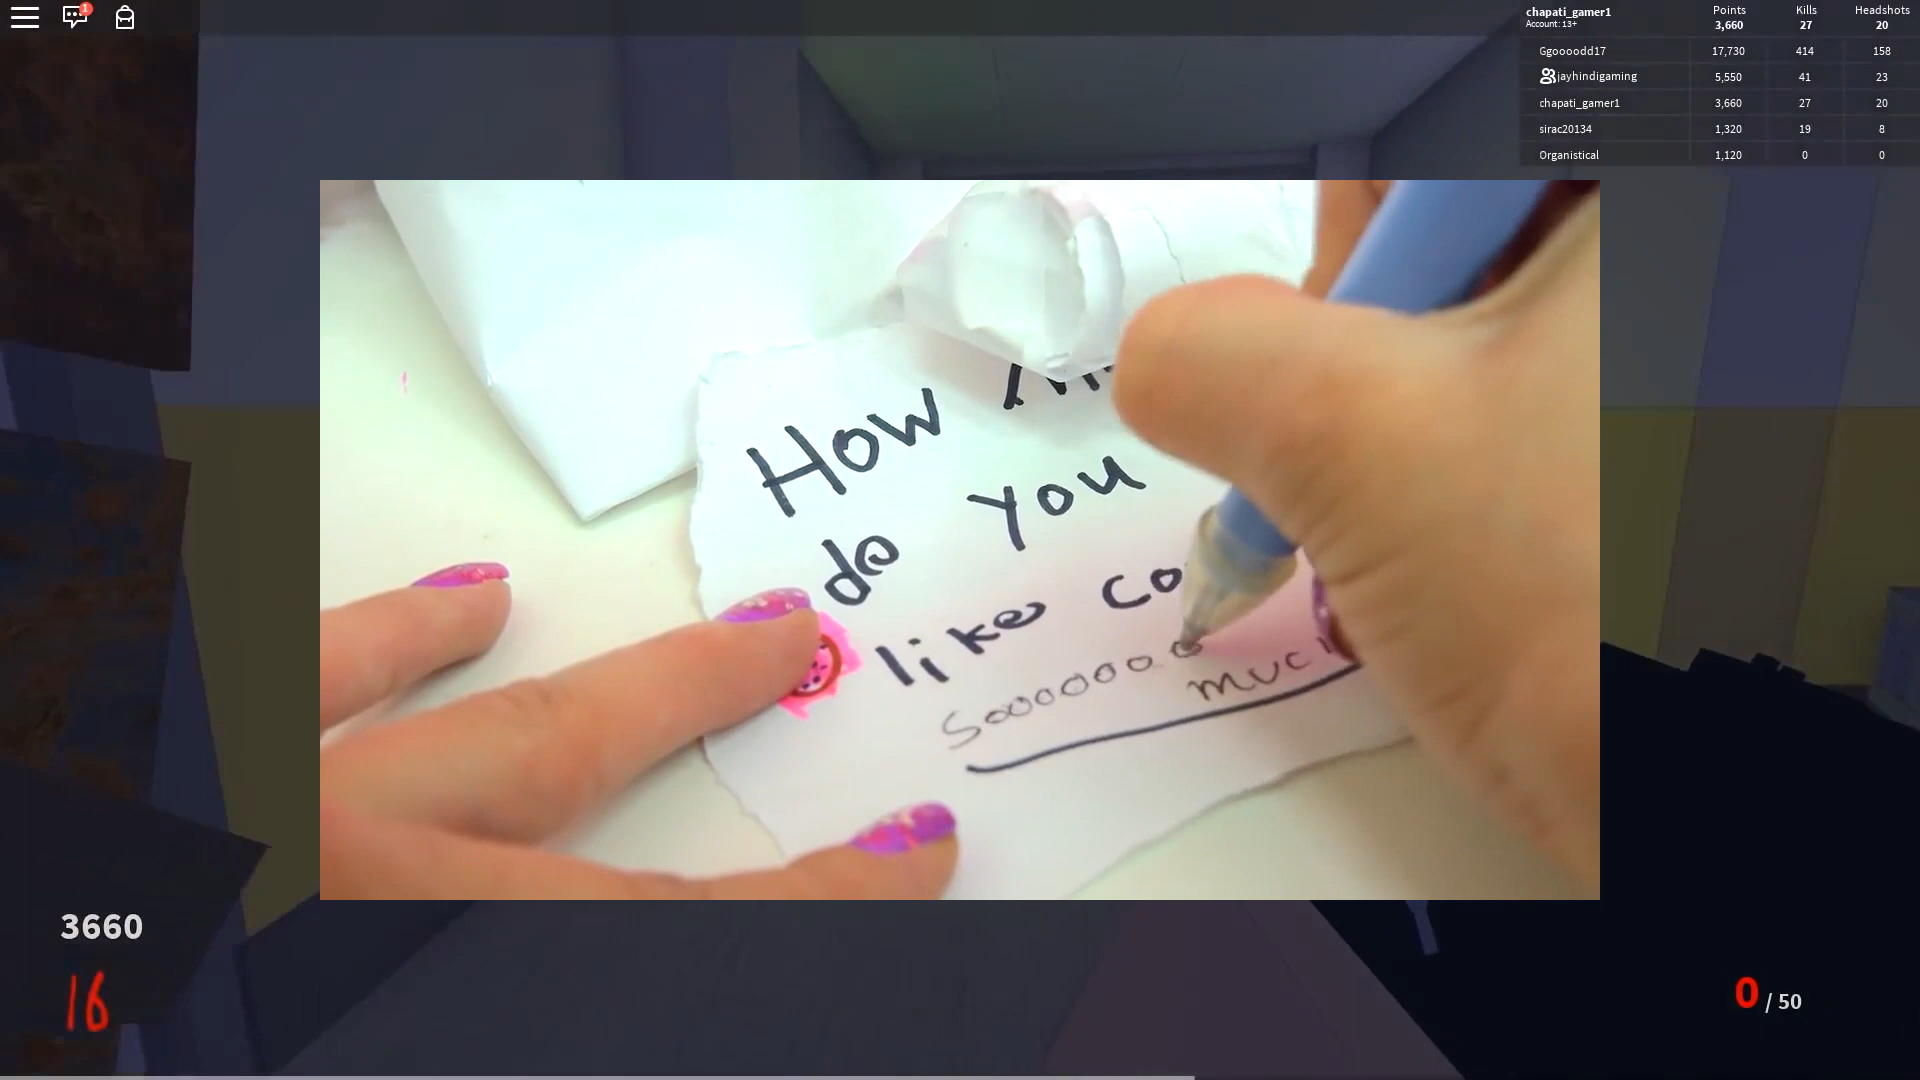 1
chapati_gamer1 Points Kills Headshots
Account: 13+ 3,660 27 20
Ggoooodd17 17,730 414 158
jayhindigaming 5,550 41 23
chapati_gamer1 3,660 27 20
sirac20134 1,320 19 8
Organistical 1,120 0 0
How
do you
like
Sooooooo
3660
16
0 / 50